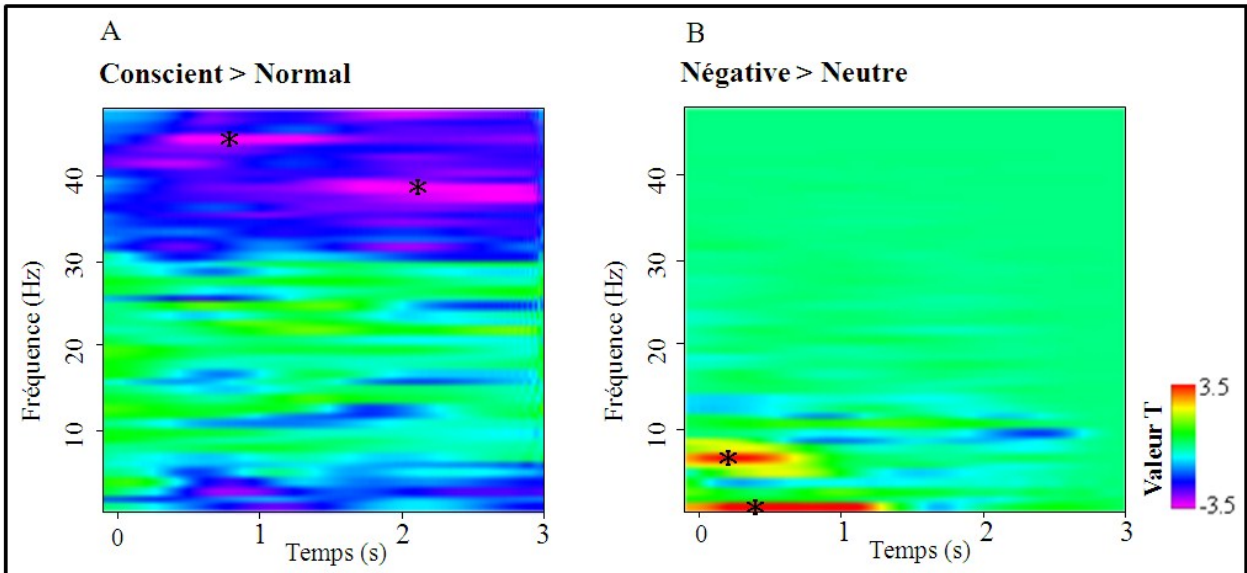 A
Conscient > Normal
Fréquence (Hz)
40
30
20
10
*
*
0 1 2 3
Temps (s)
B
Négative > Neutre
Fréquence (Hz)
40
30
20
10
*
*
0 1 2 3
Temps (s)
Valeur T
3.5
-3.5